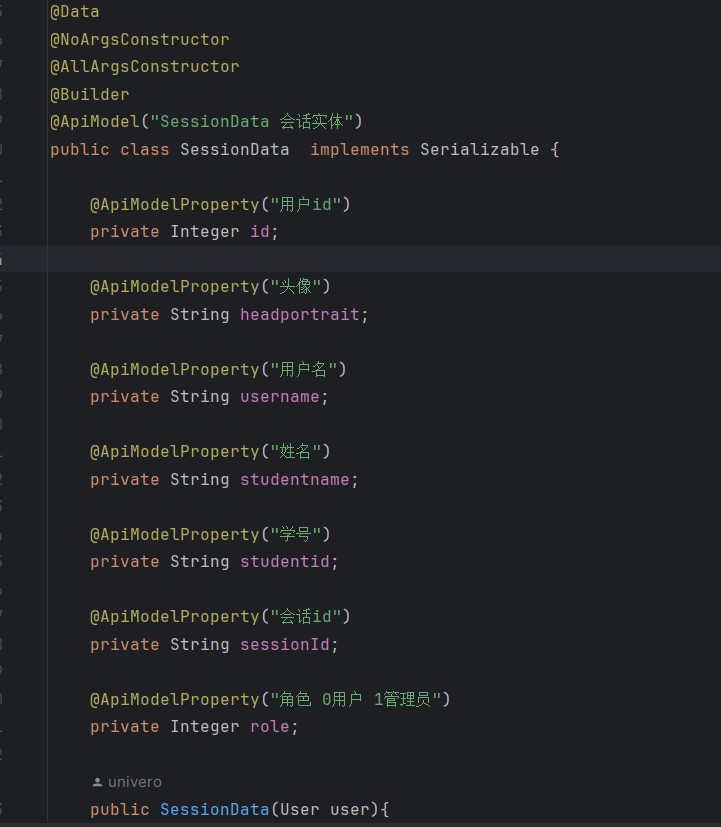 @Data
@NoArgsConstructor
@AllArgsConstructor
@Builder
@ApiModel("SessionData 会话实体")
public class SessionData  implements Serializable {
@ApiModelProperty("用户id")
private Integer id;
@ApiModelProperty("头像")
private String headportrait;
@ApiModelProperty("用户名")
private String username;
@ApiModelProperty("姓名")
private String studentname;
@ApiModelProperty("学号")
private String studentid;
@ApiModelProperty("会话id")
private String sessionId;
@ApiModelProperty("角色 0用户 1管理员")
private Integer role;
univero
public SessionData(User user){